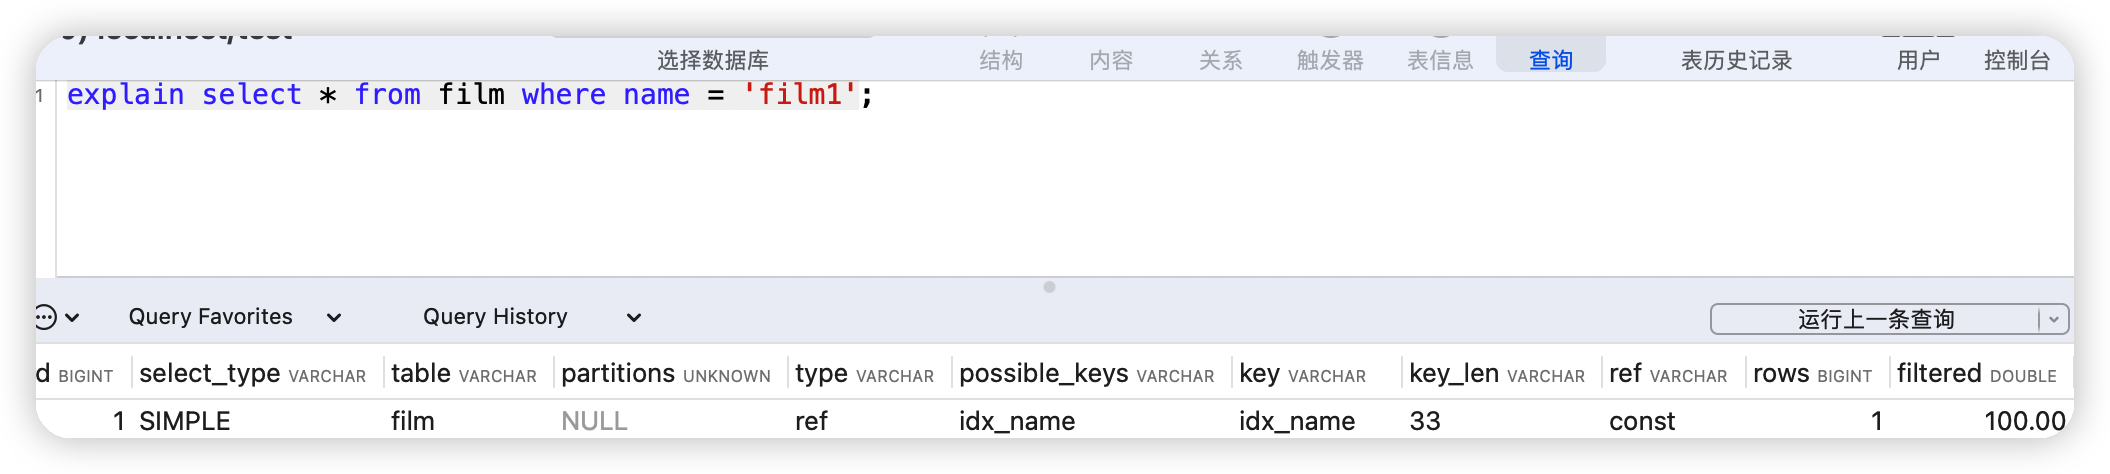 选择数据库 结构 内容 关系 触发器 表信息 查询 表历史记录 用户 控制台
1 explain select * from film where name = 'film1';
Query Favorites Query History 运行上一条查询
d BIGINT select_type VARCHAR table VARCHAR partitions UNKNOWN type VARCHAR possible_keys VARCHAR key VARCHAR key_len VARCHAR ref VARCHAR rows BIGINT filtered DOUBLE
1 SIMPLE film NULL ref idx_name idx_name 33 const 1 100.00